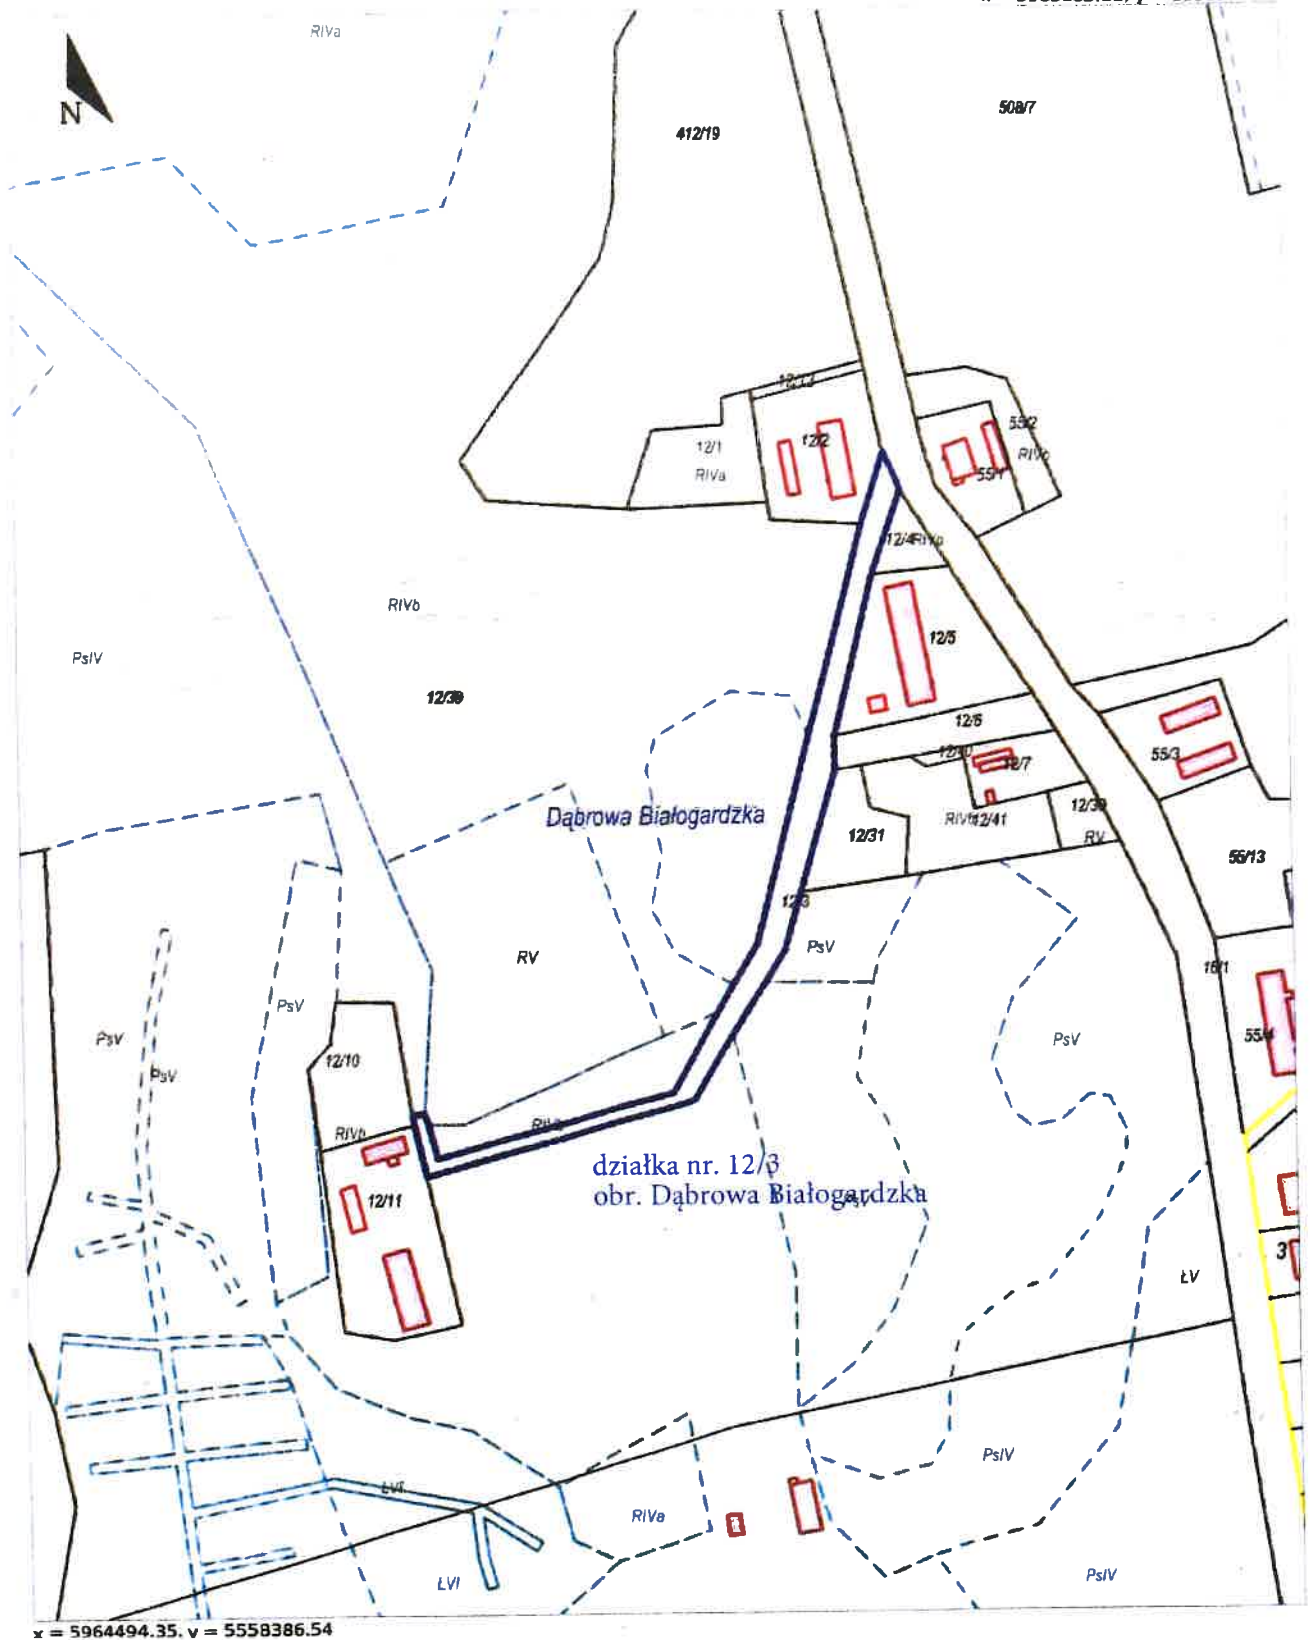 RIVa
N
412/19
508/7
12/1
RIVa
12/2
55/2
55/1
12/4
RIVb
12/5
PsIV
12/39
12/6
55/3
12/7
Dąbrowa Białogardzka
12/31
RIVb
12/41
12/39
RV
55/13
12/3
PsV
RV
16/1
PsV
PsV
PsV
PsV
12/10
55/4
RIVb
działka nr. 12/3
obr. Dąbrowa Białogardzka
12/11
3
ŁV
PsIV
ŁVI
RIVa
ŁVI
PsIV
x = 5964494.35, y = 5558386.54